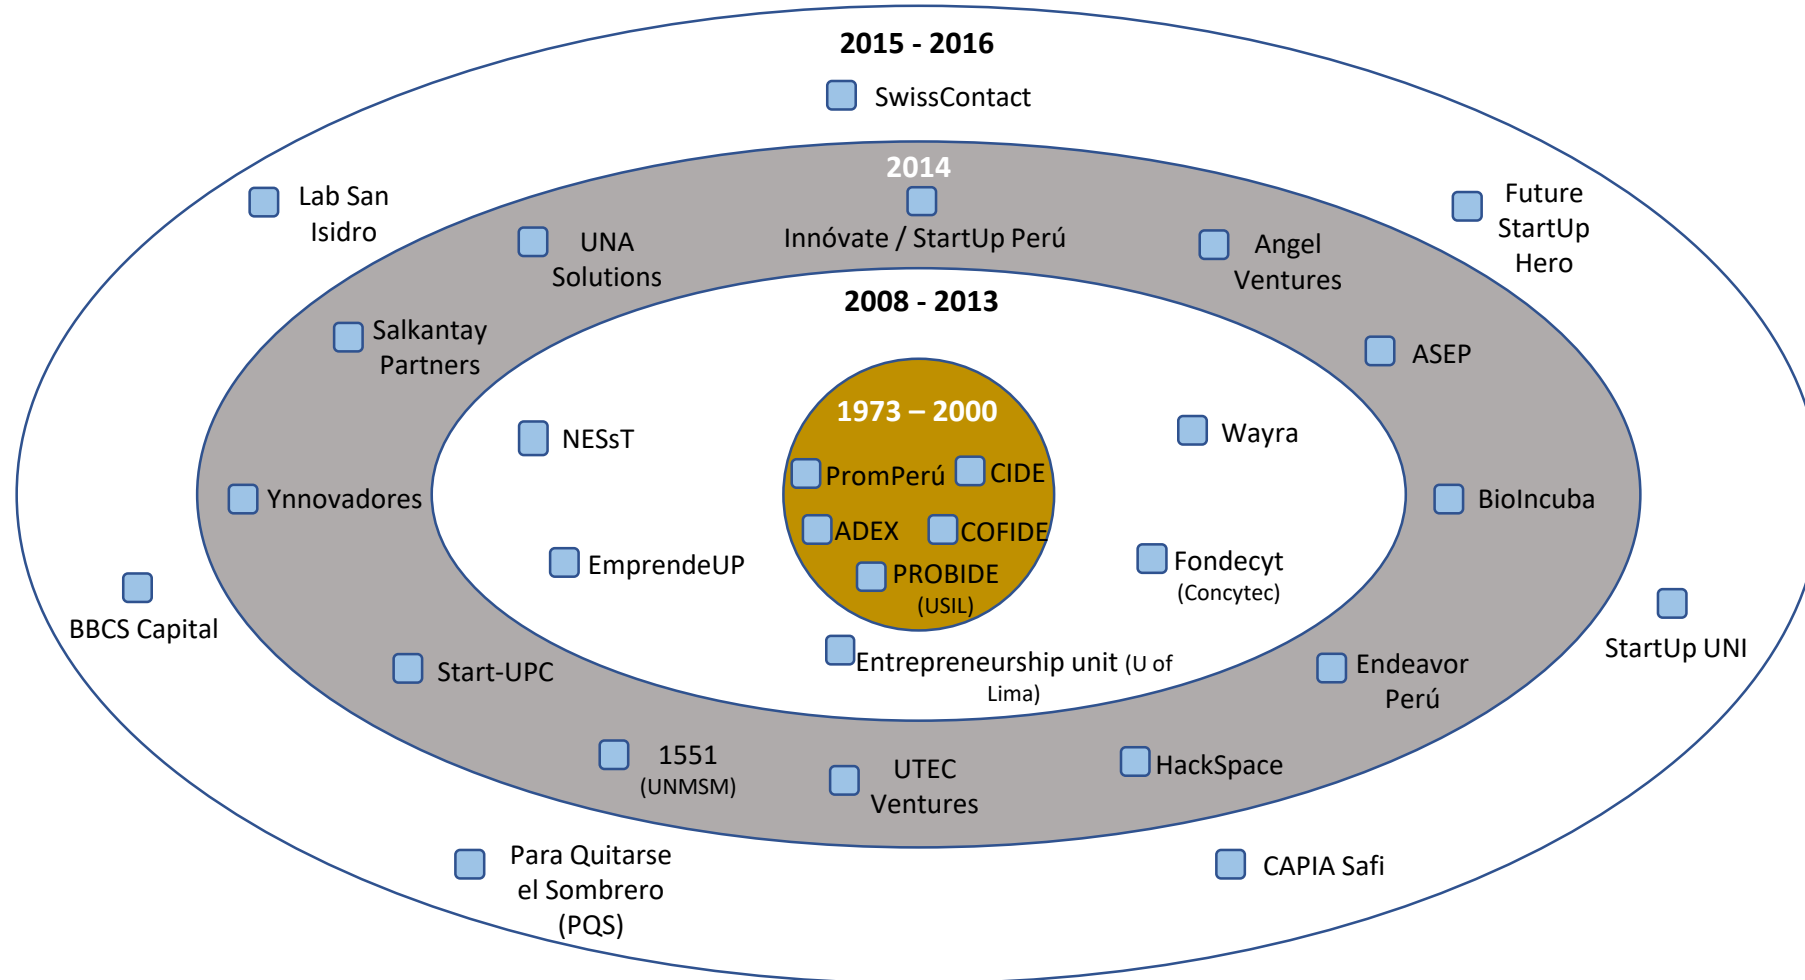 2015 - 2016
SwissContact
Lab San
Isidro
Future
StartUp
Hero
2014
Innóvate / StartUp Perú
UNA
Solutions
Angel
Ventures
Salkantay
Partners
ASEP
2008 - 2013
NESsT
Wayra
1973 – 2000
PromPerú
CIDE
ADEX
COFIDE
PROBIDE
(USIL)
Ynnovadores
BioIncuba
EmprendeUP
Fondecyt
(Concytec)
BBCS Capital
StartUp UNI
Entrepreneurship unit (U of
Lima)
Start-UPC
Endeavor
Perú
1551
(UNMSM)
UTEC
Ventures
HackSpace
Para Quitarse
el Sombrero
(PQS)
CAPIA Safi